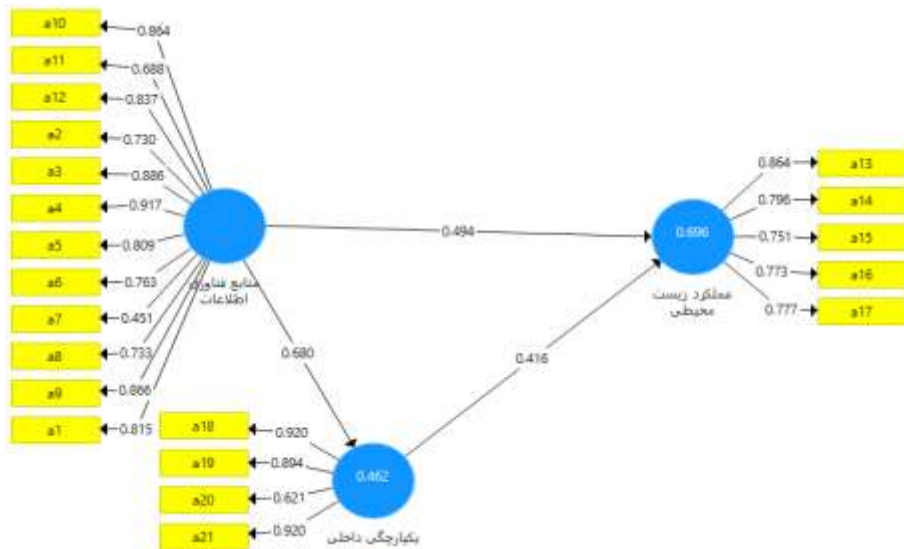 a10
a11
a12
a2
a3
a4
a5
a6
a7
a8
a9
a1
0.864
0.688
0.837
0.730
0.886
0.917
0.809
0.763
0.451
0.733
0.866
0.815
منابع فناوری
اطلاعات
0.494
0.680
0.416
0.696
عملکرد زیست
محیطی
0.864
0.796
0.751
0.773
0.777
a13
a14
a15
a16
a17
a18
a19
a20
a21
0.920
0.894
0.621
0.920
0.462
یکپارچگی داخلی